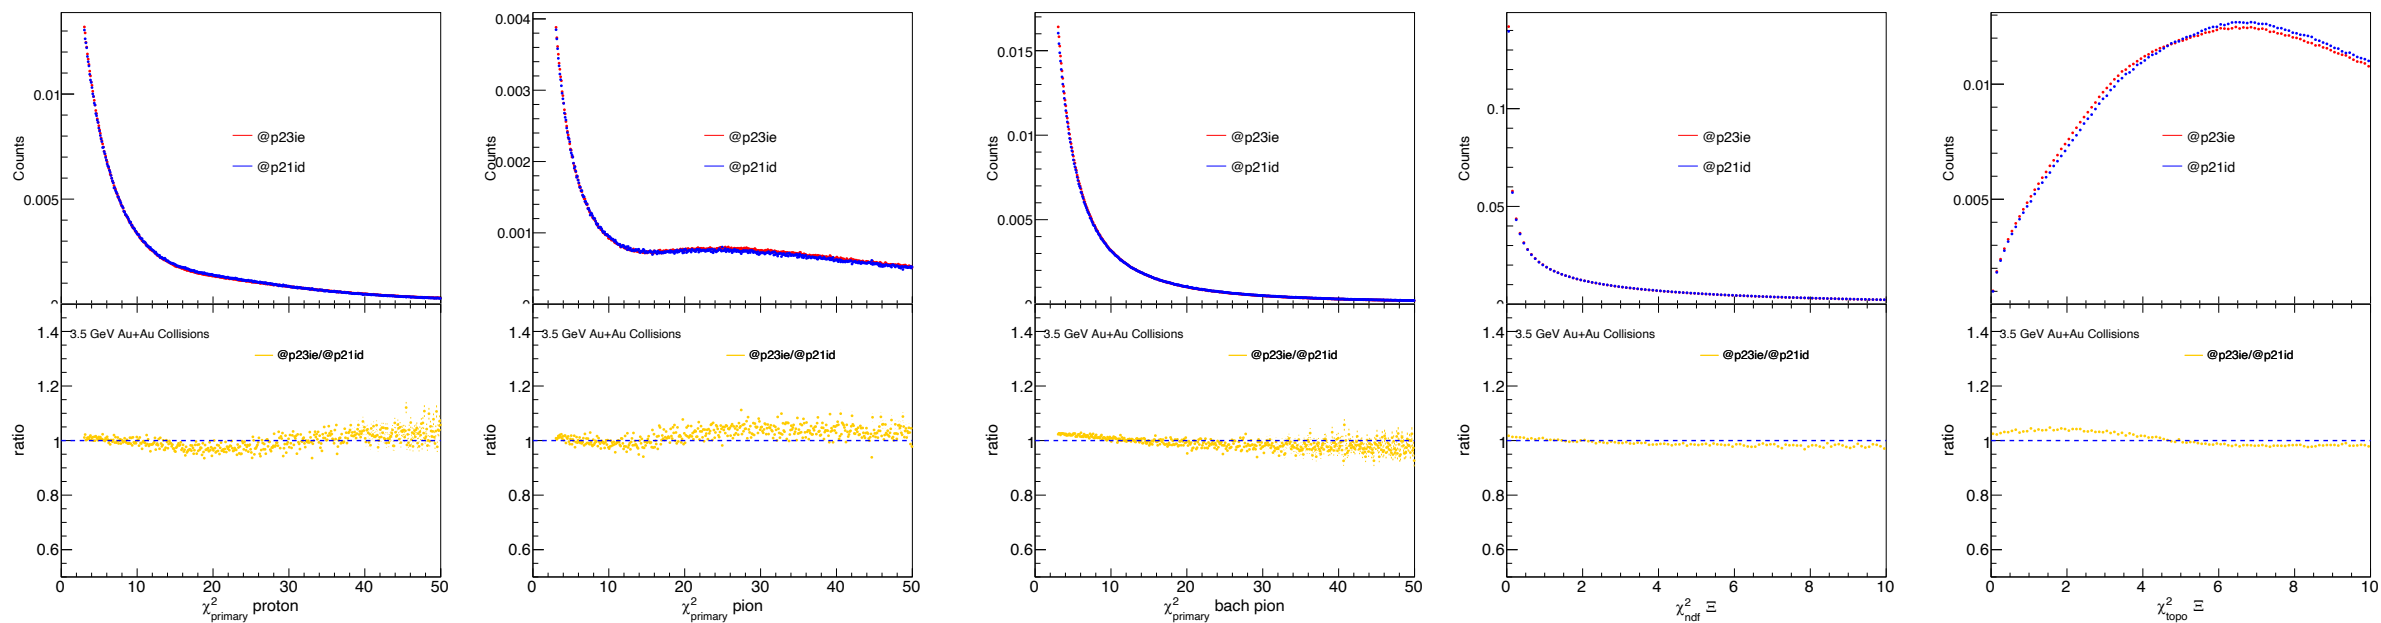 0.01
0.005
0
Counts
@p23ie
@p21id
1.4
1.2
1
0.8
0.6
ratio
3.5 GeV Au+Au Collisions
@p23ie/@p21id
0 10 20 30 40 50
χ²primary proton
0.004
0.003
0.002
0.001
0
Counts
@p23ie
@p21id
1.4
1.2
1
0.8
0.6
ratio
3.5 GeV Au+Au Collisions
@p23ie/@p21id
0 10 20 30 40 50
χ²primary pion
0.015
0.01
0.005
0
Counts
@p23ie
@p21id
1.4
1.2
1
0.8
0.6
ratio
3.5 GeV Au+Au Collisions
@p23ie/@p21id
0 10 20 30 40 50
χ²primary bach pion
0.1
0.05
0
Counts
@p23ie
@p21id
1.4
1.2
1
0.8
0.6
ratio
3.5 GeV Au+Au Collisions
@p23ie/@p21id
0 2 4 6 8 10
χ²ndf Ξ
0.01
0.005
Counts
@p23ie
@p21id
1.4
1.2
1
0.8
0.6
ratio
3.5 GeV Au+Au Collisions
@p23ie/@p21id
0 2 4 6 8 10
χ²topo Ξ